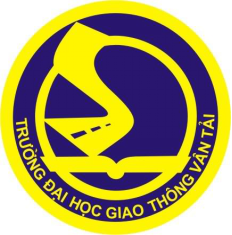 TRƯỜNG ĐẠI HỌC GIAO THÔNG VẬN TẢI